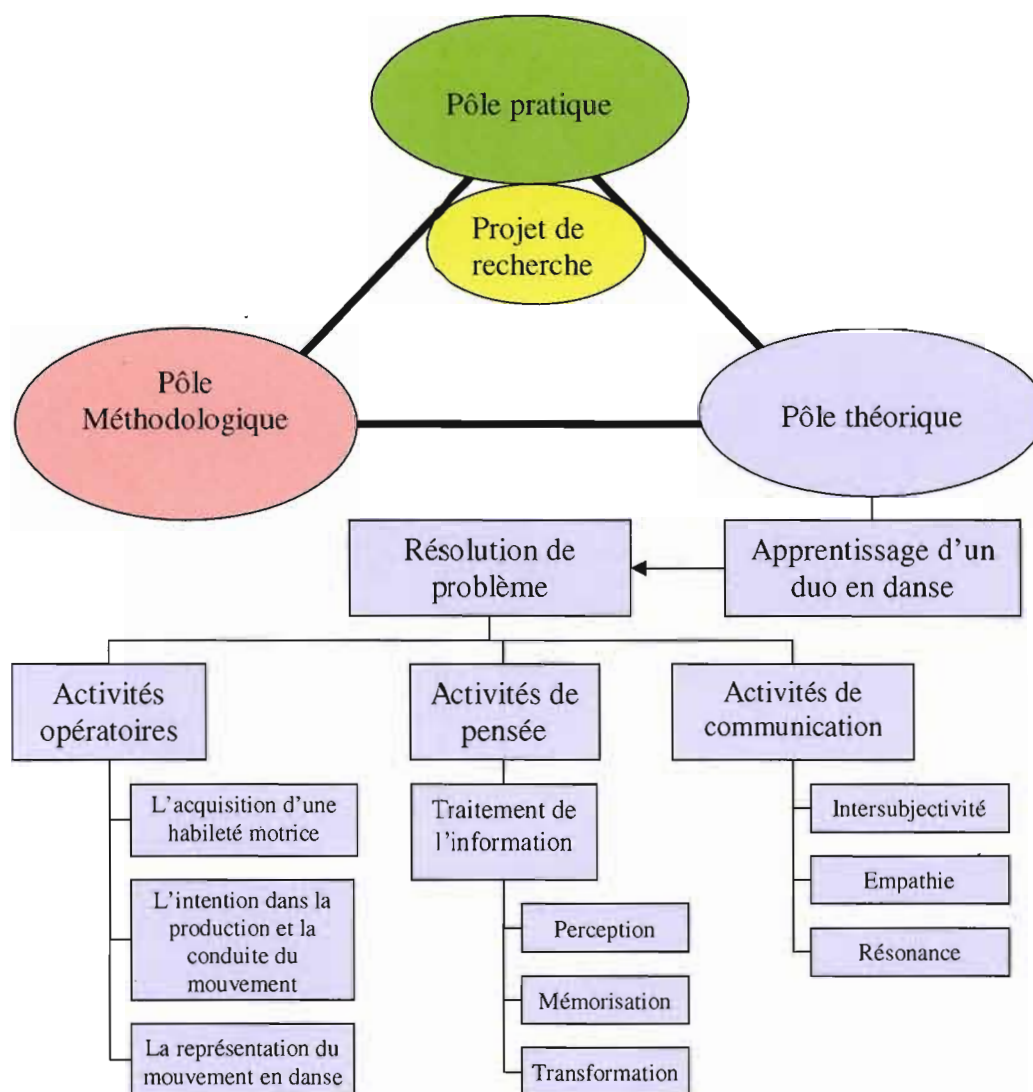 Pôle pratique
Projet de
recherche
Pôle
Méthodologique
Pôle théorique
Résolution de
problème
Apprentissage d’un
duo en danse
Activités
opératoires
Activités de
pensée
Activités de
communication
L’acquisition d’une
habileté motrice
L’intention dans la
production et la
conduite du
mouvement
La représentation du
mouvement en danse
Traitement de
l’information
Perception
Mémorisation
Transformation
Intersubjectivité
Empathie
Résonance